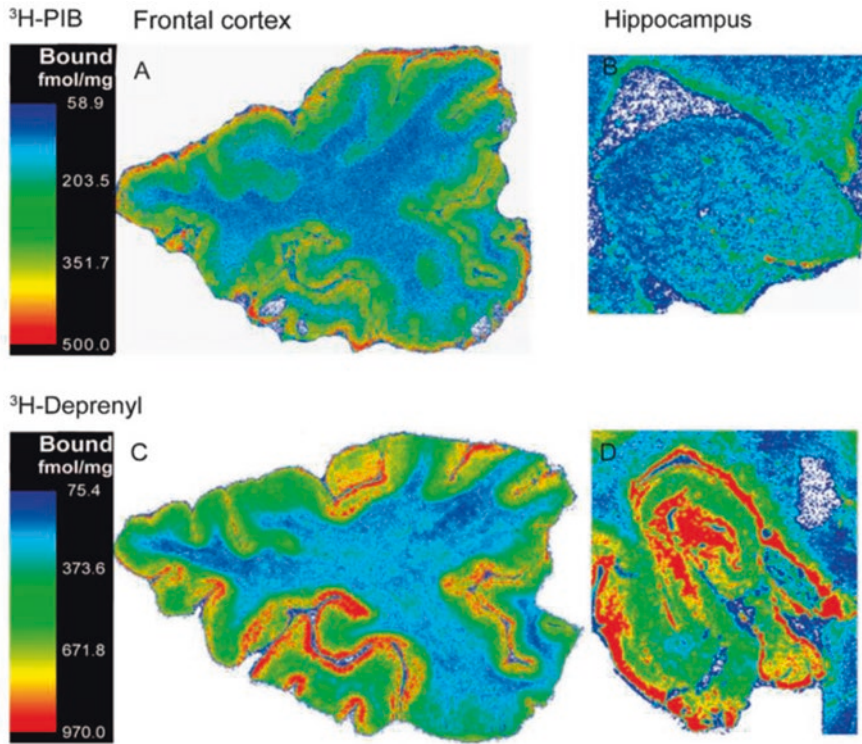 ³H-PIB Frontal cortex Hippocampus
Bound
fmol/mg
58.9
203.5
351.7
500.0
A
B
³H-Deprenyl
Bound
fmol/mg
75.4
373.6
671.8
970.0
C
D